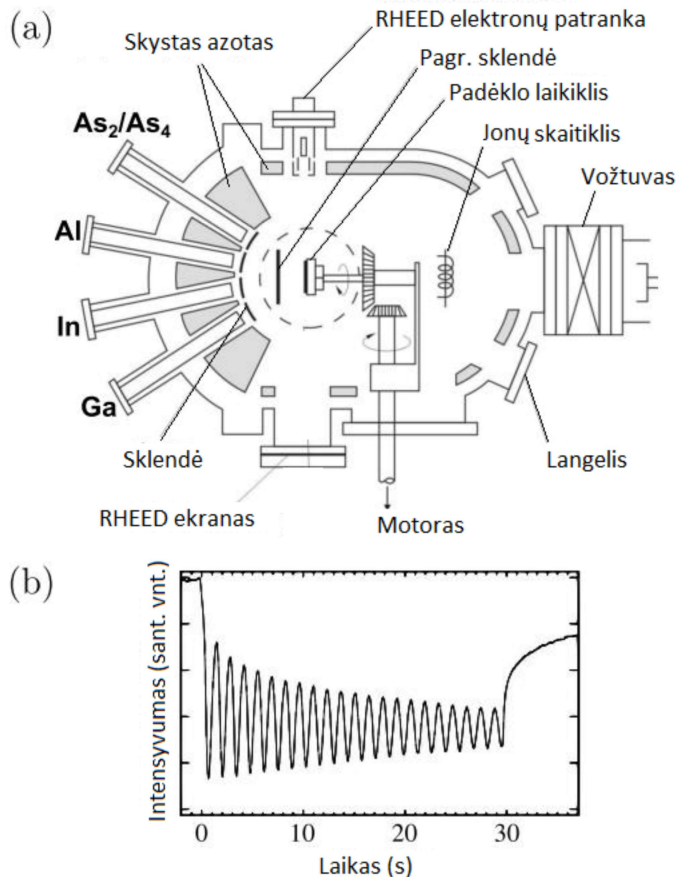 (a)
RHEED elektronų patranka
Skystas azotas
Pagr. sklendė
Padėklo laikiklis
As2/As4
Jonų skaitiklis
Vožtuvas
Al
In
Ga
Sklendė
Langelis
RHEED ekranas
Motoras
(b)
Intensyvumas (sant. vnt.)
0 10 20 30
Laikas (s)